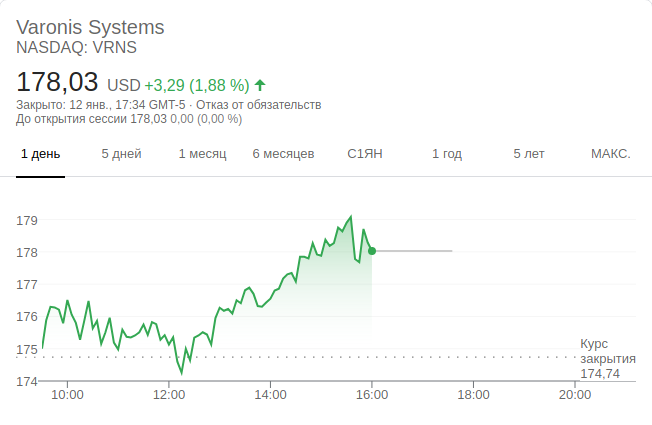 Varonis Systems
NASDAQ: VRNS
178,03 USD +3,29 (1,88 %)
Закрыто: 12 янв., 17:34 GMT-5 · Отказ от обязательств
До открытия сессии 178,03 0,00 (0,00 %)
1 день 5 дней 1 месяц 6 месяцев С1ЯН 1 год 5 лет МАКС.
179
178
177
176
175
Курс
закрытия
174,74
174
10:00 12:00 14:00 16:00 18:00 20:00